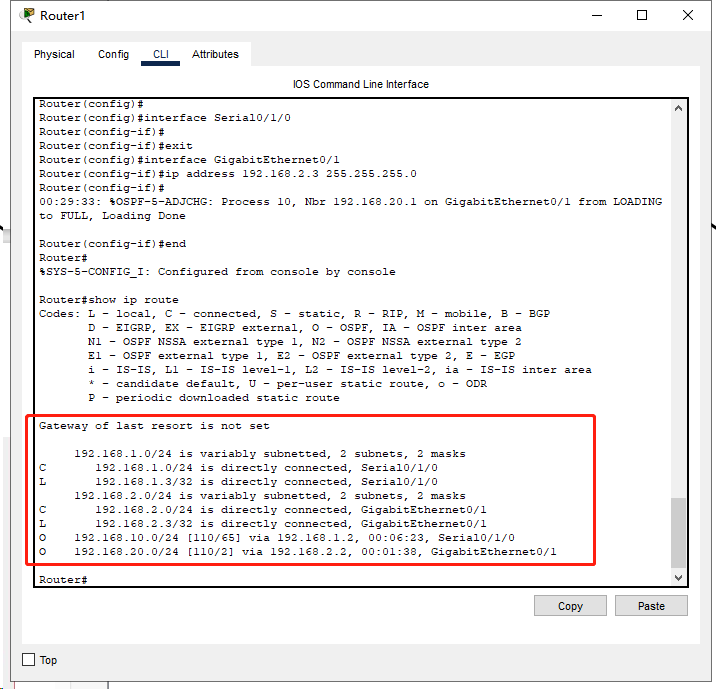 Router1
Physical Config CLI Attributes
IOS Command Line Interface
Router(config)#
Router(config)#interface Serial0/1/0
Router(config-if)#
Router(config-if)#exit
Router(config)#interface GigabitEthernet0/1
Router(config-if)#ip address 192.168.2.3 255.255.255.0
Router(config-if)#
00:29:33: %OSPF-5-ADJCHG: Process 10, Nbr 192.168.20.1 on GigabitEthernet0/1 from LOADING
to FULL, Loading Done
Router(config-if)#end
Router#
%SYS-5-CONFIG_I: Configured from console by console
Router#show ip route
Codes: L - local, C - connected, S - static, R - RIP, M - mobile, B - BGP
D - EIGRP, EX - EIGRP external, O - OSPF, IA - OSPF inter area
N1 - OSPF NSSA external type 1, N2 - OSPF NSSA external type 2
E1 - OSPF external type 1, E2 - OSPF external type 2, E - EGP
i - IS-IS, L1 - IS-IS level-1, L2 - IS-IS level-2, ia - IS-IS inter area
* - candidate default, U - per-user static route, o - ODR
P - periodic downloaded static route
Gateway of last resort is not set
192.168.1.0/24 is variably subnetted, 2 subnets, 2 masks
C 192.168.1.0/24 is directly connected, Serial0/1/0
L 192.168.1.3/32 is directly connected, Serial0/1/0
192.168.2.0/24 is variably subnetted, 2 subnets, 2 masks
C 192.168.2.0/24 is directly connected, GigabitEthernet0/1
L 192.168.2.3/32 is directly connected, GigabitEthernet0/1
O 192.168.10.0/24 [110/65] via 192.168.1.2, 00:06:23, Serial0/1/0
O 192.168.20.0/24 [110/2] via 192.168.2.2, 00:01:38, GigabitEthernet0/1
Router#
Copy Paste
Top